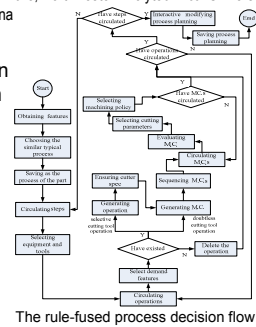 Have steps
circulated
Y
N
Interactive modifying
process planning
End
Saving process
planning
Have operations
circulated
Y
N
Start
Obtaining features
Choosing the
similar typical
process
Saving as the
process of the part
Circulating steps
Selecting
equipment and
tools
Selecting
machining policy
Have MCs
circulated
Y
N
Selecting cutting
parameters
Evaluating
MC
Circulating
MCs
Ensuring cutter
spec
Sequencing MCs
Generating
operation
Generating MC
selective
cutting tool
operation
doubtless
cutting tool
operation
Y
Have existed
N
Delete the
operation
Select demand
features
Circulating
operations
The rule-fused process decision flow